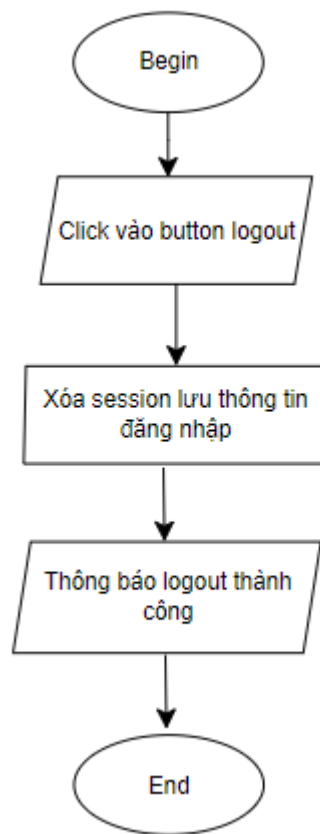 Begin
Click vào button logout
Xóa session lưu thông tin
đăng nhập
Thông báo logout thành
công
End